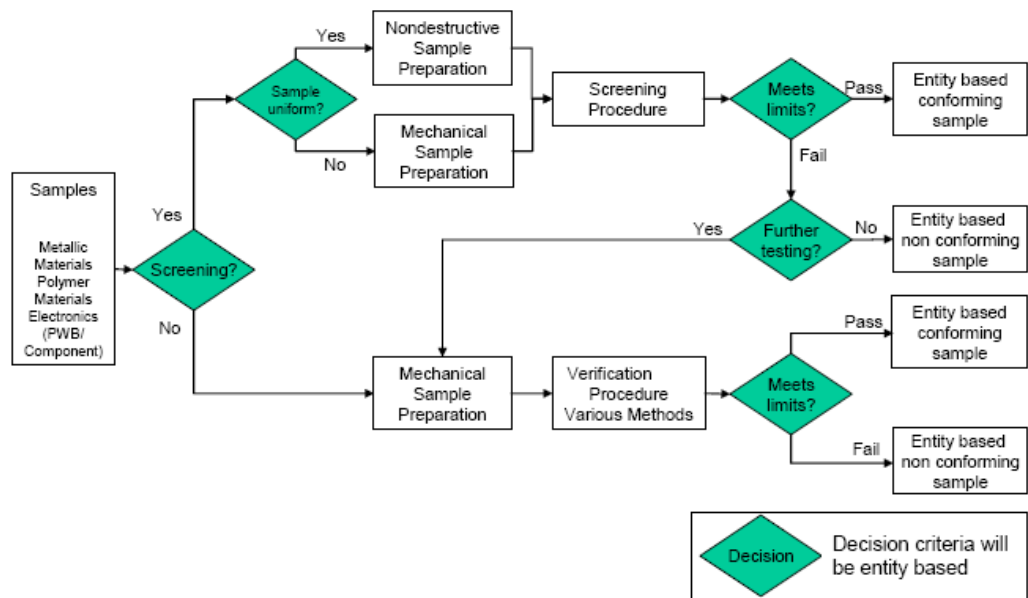 Yes
Nondestructive
Sample
Preparation
Sample
uniform?
No
Mechanical
Sample
Preparation
Screening
Procedure
Meets
limits?
Pass
Entity based
conforming
sample
Fail
Samples
Metallic
Materials
Polymer
Materials
Electronics
(PWB/
Component)
Yes
Screening?
No
Yes
Further
testing?
No
Entity based
non conforming
sample
Mechanical
Sample
Preparation
Verification
Procedure
Various Methods
Meets
limits?
Pass
Entity based
conforming
sample
Fail
Entity based
non conforming
sample
Decision
Decision criteria will
be entity based